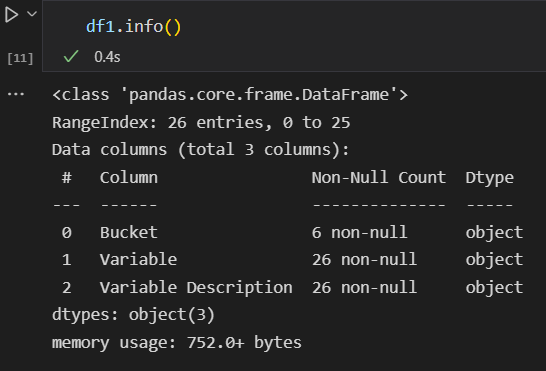 df1.info()
[11]
0.4s
...
<class 'pandas.core.frame.DataFrame'>
RangeIndex: 26 entries, 0 to 25
Data columns (total 3 columns):
 #   Column                Non-Null Count  Dtype
---  ------                --------------  -----
 0   Bucket                6 non-null      object
 1   Variable              26 non-null     object
 2   Variable Description  26 non-null     object
dtypes: object(3)
memory usage: 752.0+ bytes